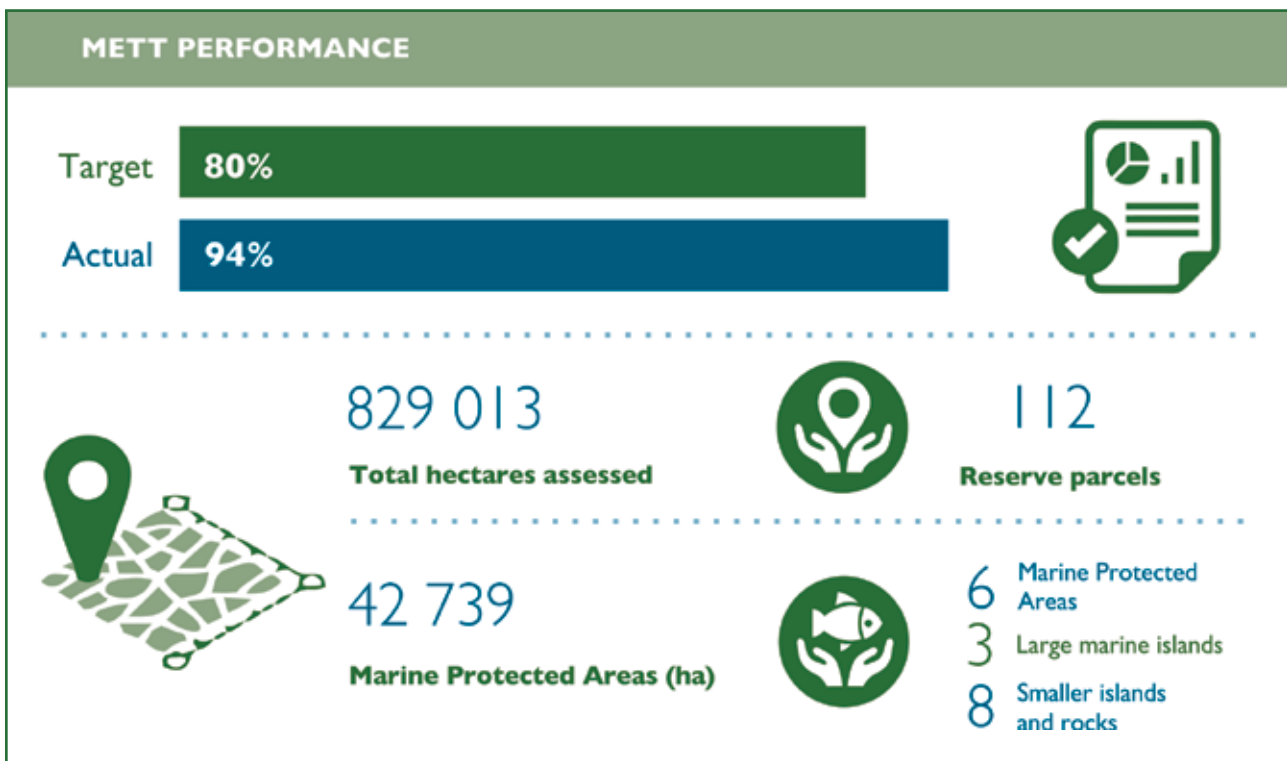 METT PERFORMANCE
Target 80%
Actual 94%
829 013
Total hectares assessed
112
Reserve parcels
42 739
Marine Protected Areas (ha)
6 Marine Protected
Areas
3 Large marine islands
8 Smaller islands
and rocks